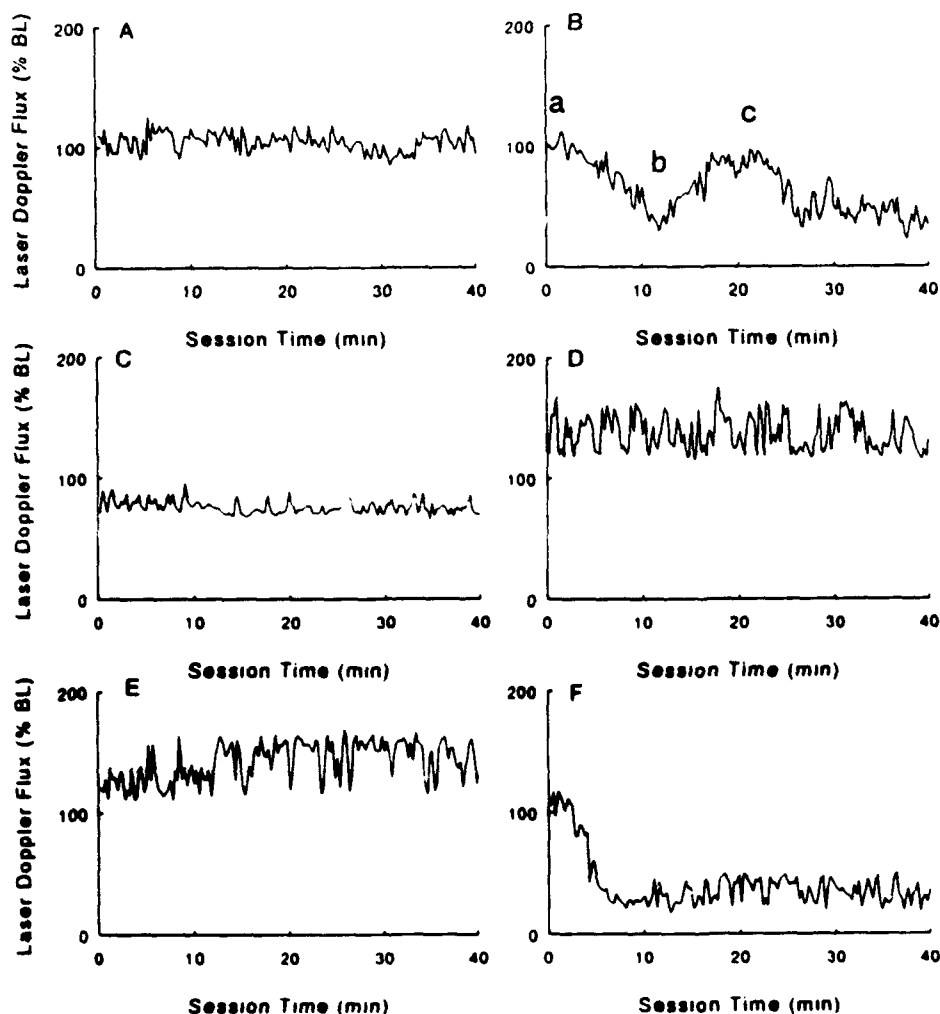 Laser Doppler Flux (% BL)
200
100
0
A
0 10 20 30 40
Session Time (min)
200
100
0
B
a
b
c
0 10 20 30 40
Session Time (min)
Laser Doppler Flux (% BL)
200
100
0
C
0 10 20 30 40
Session Time (min)
200
100
0
D
0 10 20 30 40
Session Time (min)
Laser Doppler Flux (% BL)
200
100
0
E
0 10 20 30 40
Session Time (min)
200
100
0
F
0 10 20 30 40
Session Time (min)